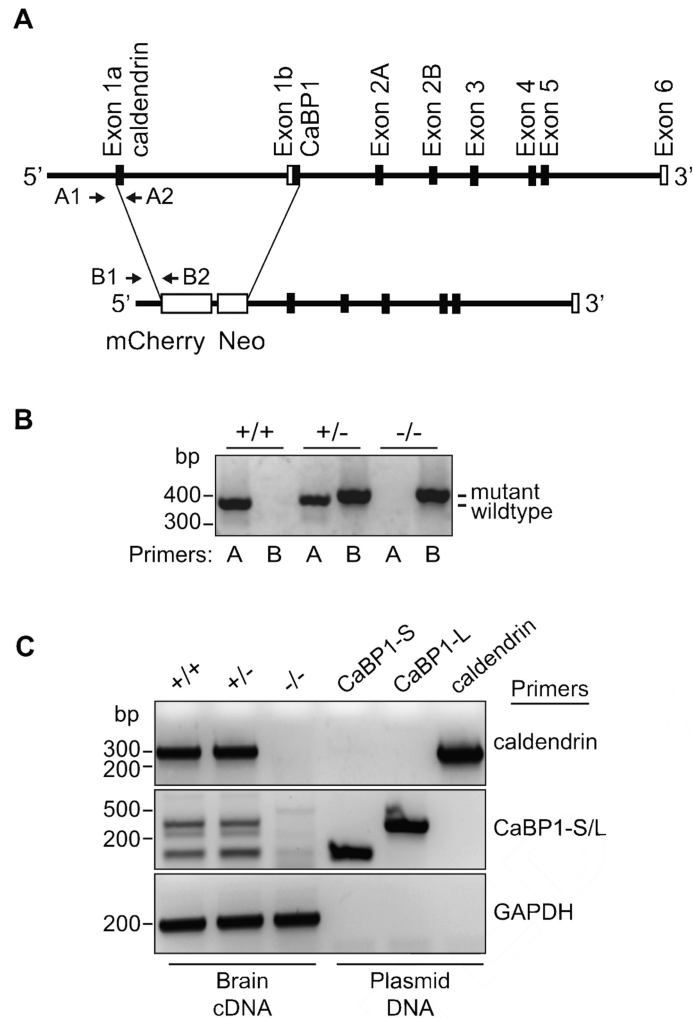 A
Exon 1a
caldendrin
Exon 1b
CaBP1
Exon 2A
Exon 2B
Exon 3
Exon 4
Exon 5
Exon 6
5’ 3’
A1 A2
B1 B2
5’ 3’
mCherry Neo
B
+/+ +/- -/-
bp
400 mutant
wildtype
300
Primers: A B A B A B
C
+/+ +/- -/- CaBP1-S CaBP1-L caldendrin
Primers
bp
300 caldendrin
200
500
CaBP1-S/L
200
GAPDH
200
Brain Plasmid
cDNA DNA